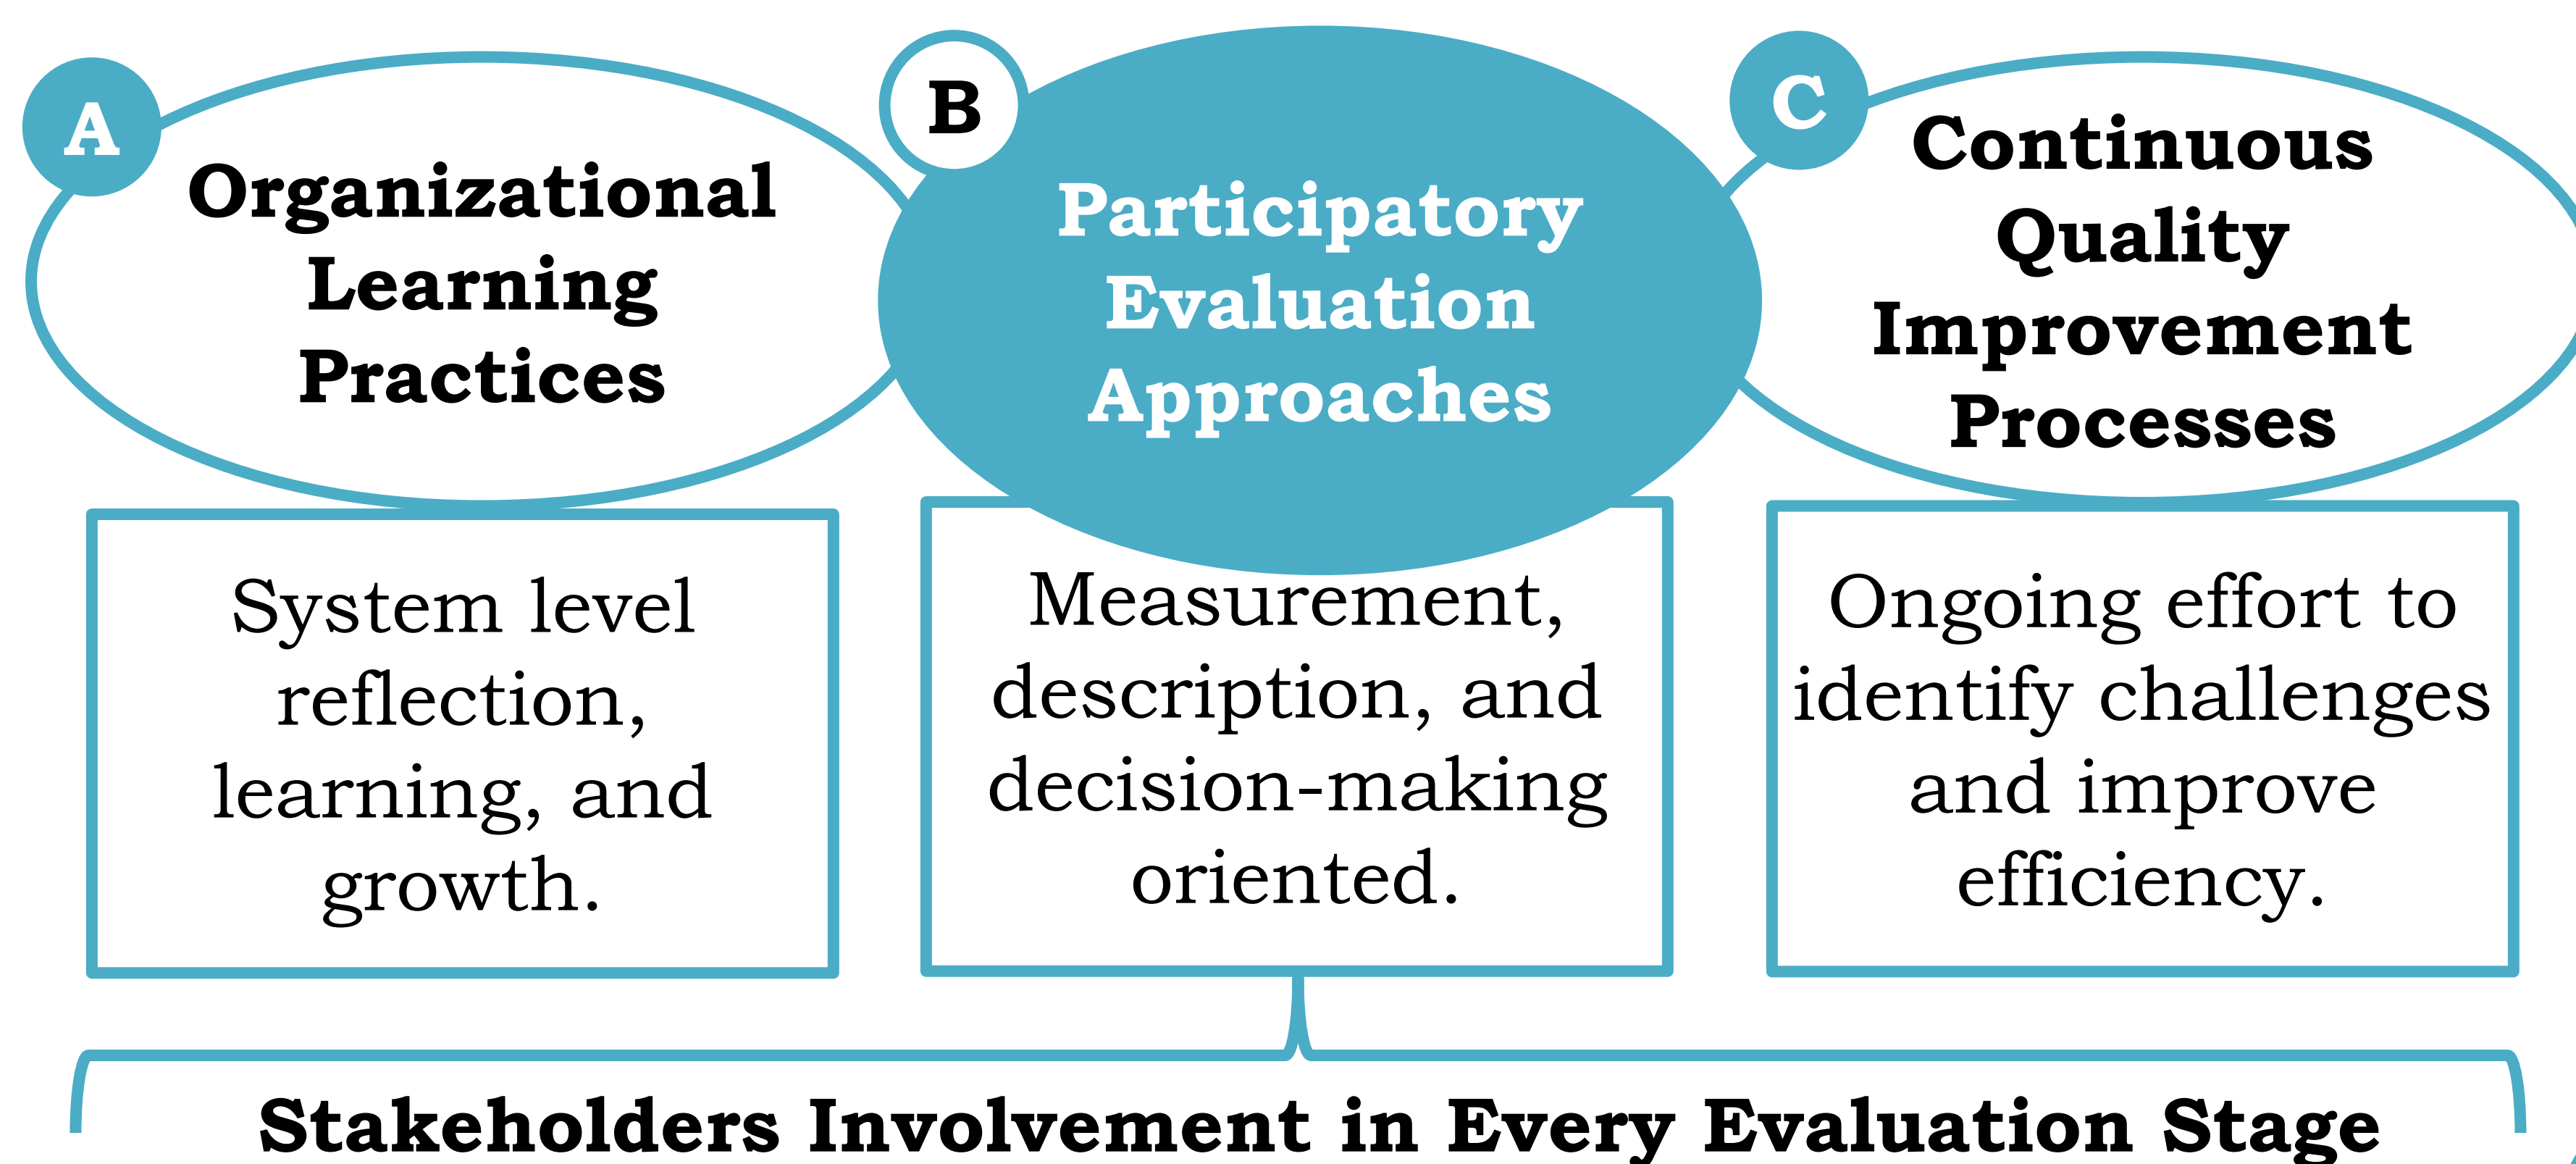 A
Organizational
Learning
Practices
System level
reflection,
learning, and
growth.
B
Participatory
Evaluation
Approaches
Measurement,
description, and
decision-making
oriented.
C
Continuous
Quality
Improvement
Processes
Ongoing effort to
identify challenges
and improve
efficiency.
Stakeholders Involvement in Every Evaluation Stage